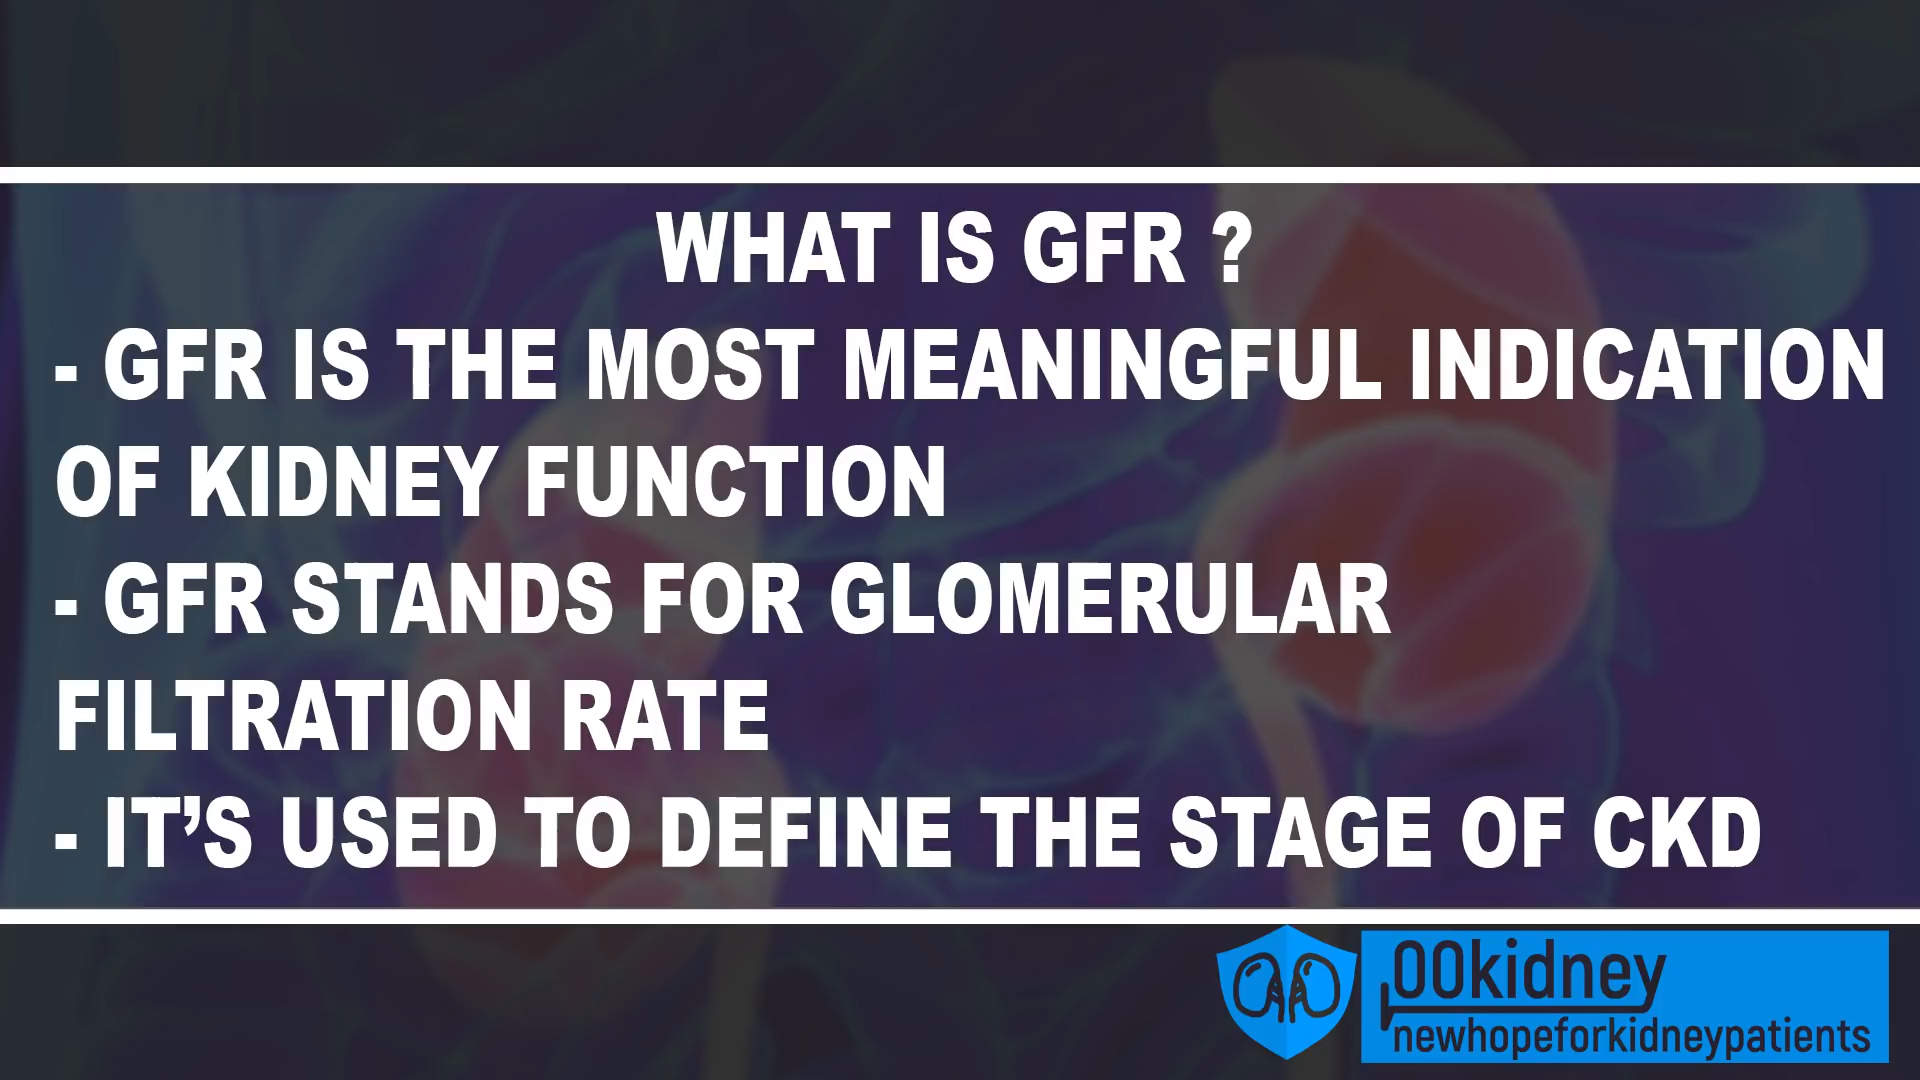 WHAT IS GFR ?
- GFR IS THE MOST MEANINGFUL INDICATION
OF KIDNEY FUNCTION
- GFR STANDS FOR GLOMERULAR
FILTRATION RATE
- IT’S USED TO DEFINE THE STAGE OF CKD
00kidney
newhopeforkidneypatients